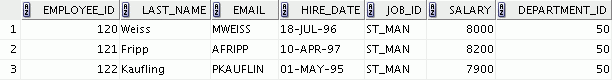 EMPLOYEE_ID LAST_NAME EMAIL HIRE_DATE JOB_ID SALARY DEPARTMENT_ID
1 120 Weiss MWEISS 18-JUL-96 ST_MAN 8000 50
2 121 Fripp AFRIPP 10-APR-97 ST_MAN 8200 50
3 122 Kaufling PKAUFLIN 01-MAY-95 ST_MAN 7900 50